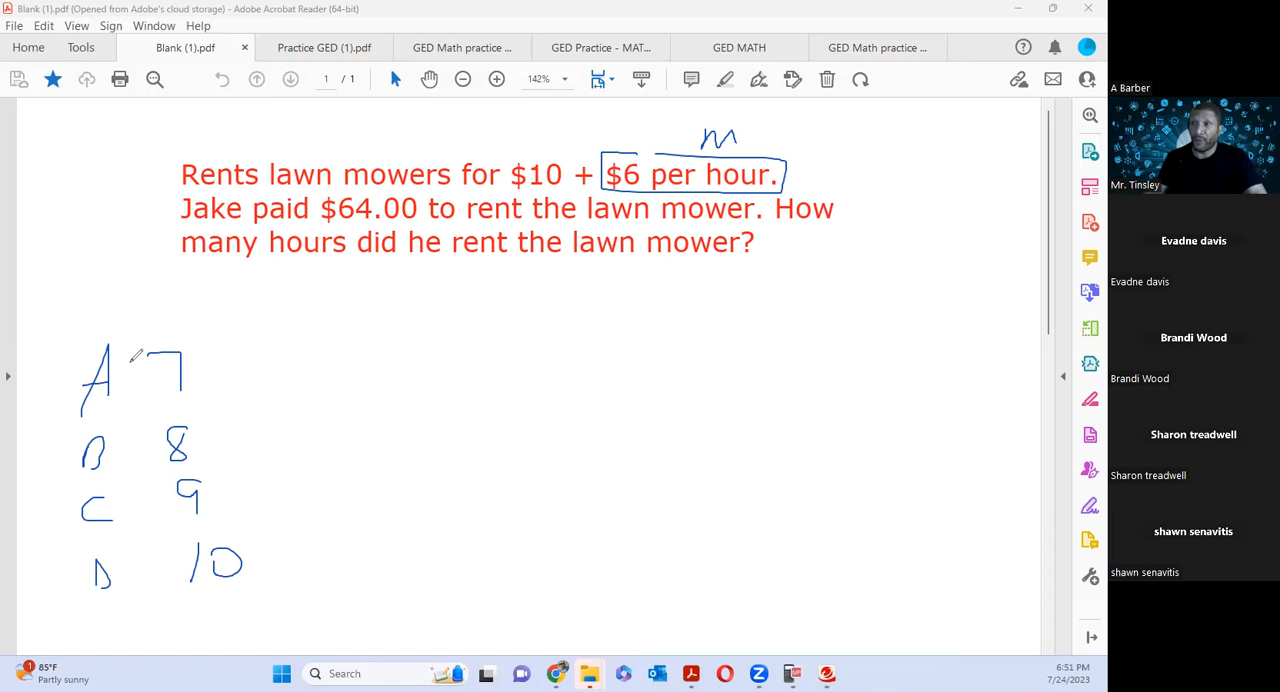 Blank (1).pdf (Opened from Adobe's cloud storage) - Adobe Acrobat Reader (64-bit)
File Edit View Sign Window Help
Home Tools Blank (1).pdf × Practice GED (1).pdf GED Math practice ... GED Practice - MAT... GED MATH GED Math practice ...
1 / 1 142%
m
Rents lawn mowers for $10 + $6 per hour.
Jake paid $64.00 to rent the lawn mower. How
many hours did he rent the lawn mower?
A 7
B 8
C 9
D 10
A Barber
Mr. Tinsley
Evadne davis
Evadne davis
Brandi Wood
Brandi Wood
Sharon treadwell
Sharon treadwell
shawn senavitis
shawn senavitis
1
85°F
Partly sunny
Search
6:51 PM
7/24/2023